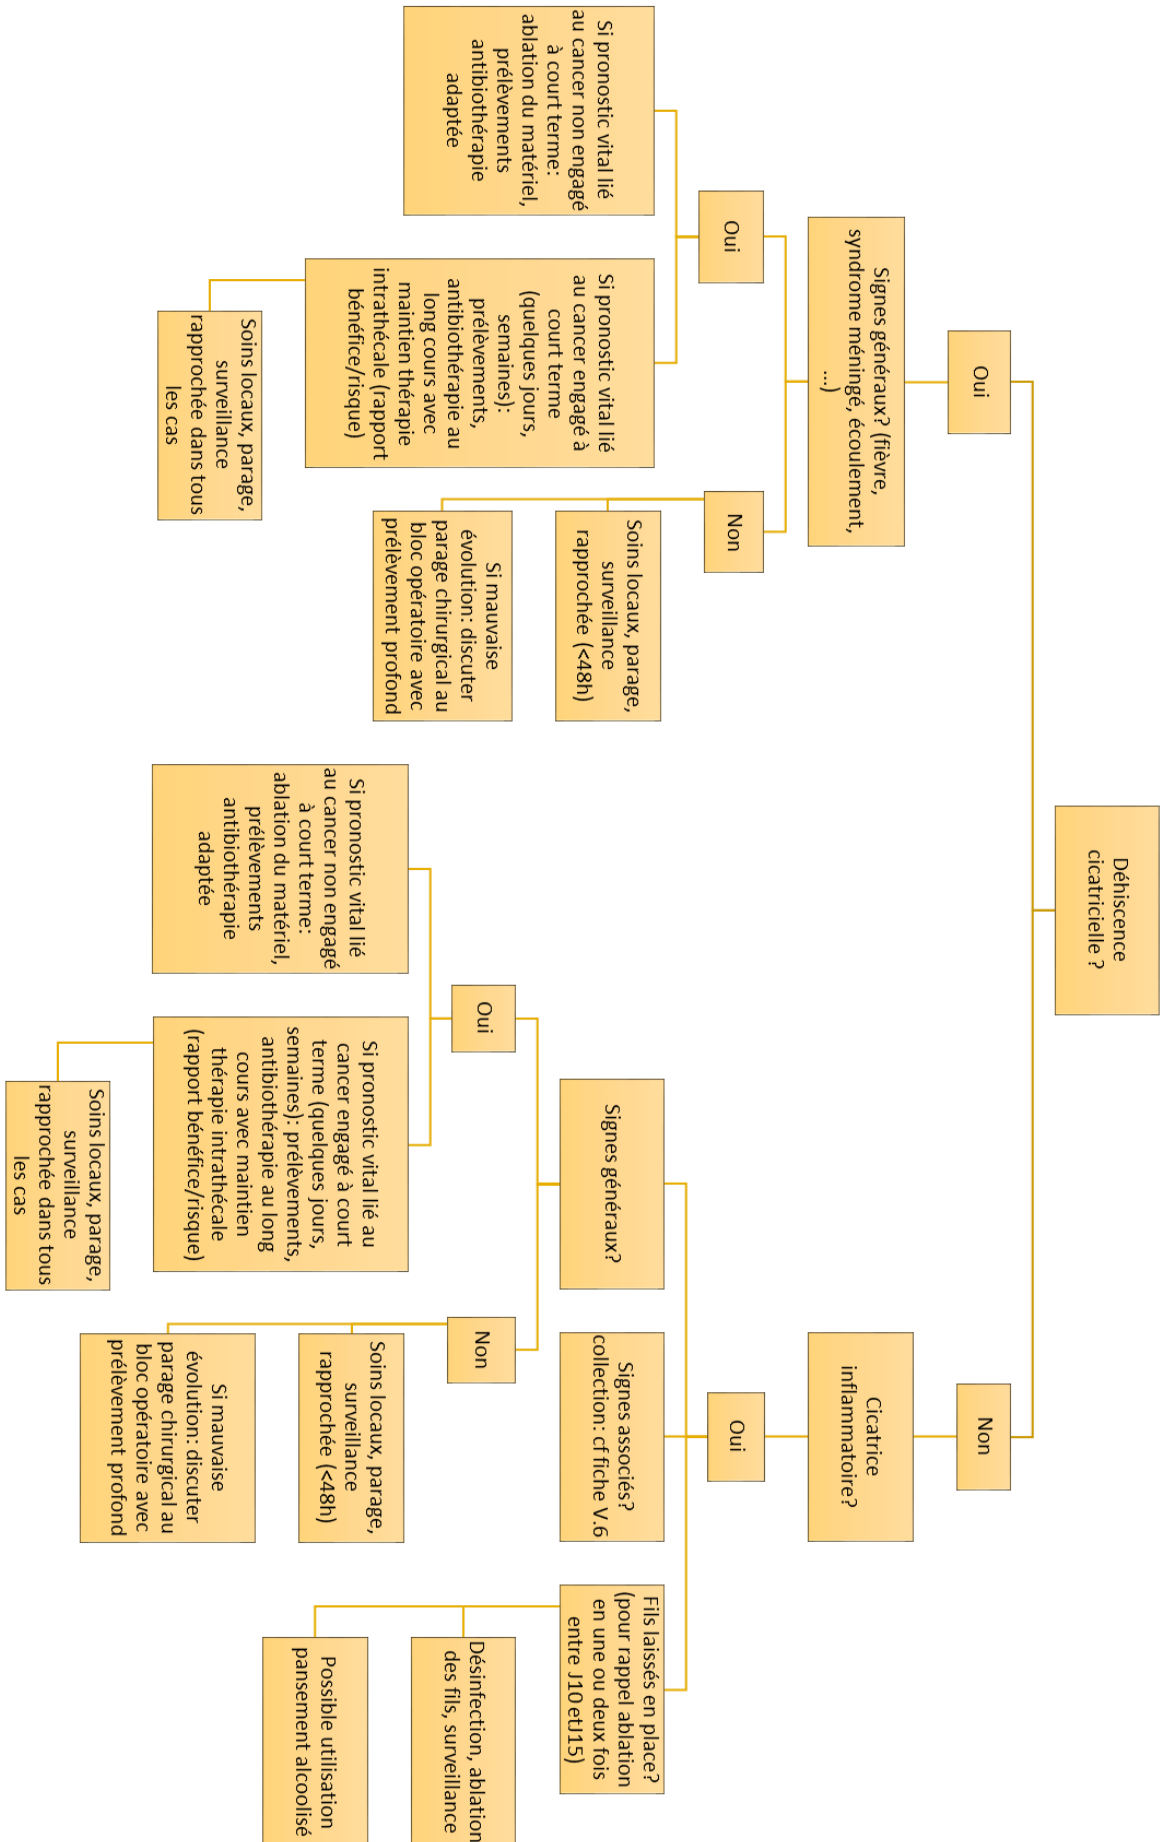 Déhiscence
cicatricielle ?
Oui
Signes généraux? (fièvre,
syndrome méningé, écoulement,
...)
Oui
Si pronostic vital lié
au cancer non engagé
à court terme:
ablation du matériel,
prélèvements
antibiothérapie
adaptée
Si pronostic vital lié
au cancer engagé à
court terme
(quelques jours,
semaines):
prélèvements,
antibiothérapie au
long cours avec
maintien thérapie
intrathécale (rapport
bénéfice/risque)
Soins locaux, parage,
surveillance
rapprochée dans tous
les cas
Non
Soins locaux, parage,
surveillance
rapprochée (<48h)
Si mauvaise
évolution: discuter
parage chirurgical au
bloc opératoire avec
prélèvement profond
Non
Cicatrice
inflammatoire?
Oui
Signes généraux?
Oui
Si pronostic vital lié
au cancer non engagé
à court terme:
ablation du matériel,
prélèvements
antibiothérapie
adaptée
Si pronostic vital lié au
cancer engagé à court
terme (quelques jours,
semaines): prélèvements,
antibiothérapie au long
cours avec maintien
thérapie intrathécale
(rapport bénéfice/risque)
Soins locaux, parage,
surveillance
rapprochée dans tous
les cas
Non
Soins locaux, parage,
surveillance
rapprochée (<48h)
Si mauvaise
évolution: discuter
parage chirurgical au
bloc opératoire avec
prélèvement profond
Signes associés?
collection: cf fiche V.6
Fils laissés en place?
(pour rappel ablation
en une ou deux fois
entre J10 etJ15)
Désinfection, ablation
des fils, surveillance
Possible utilisation
pansement alcoolisé